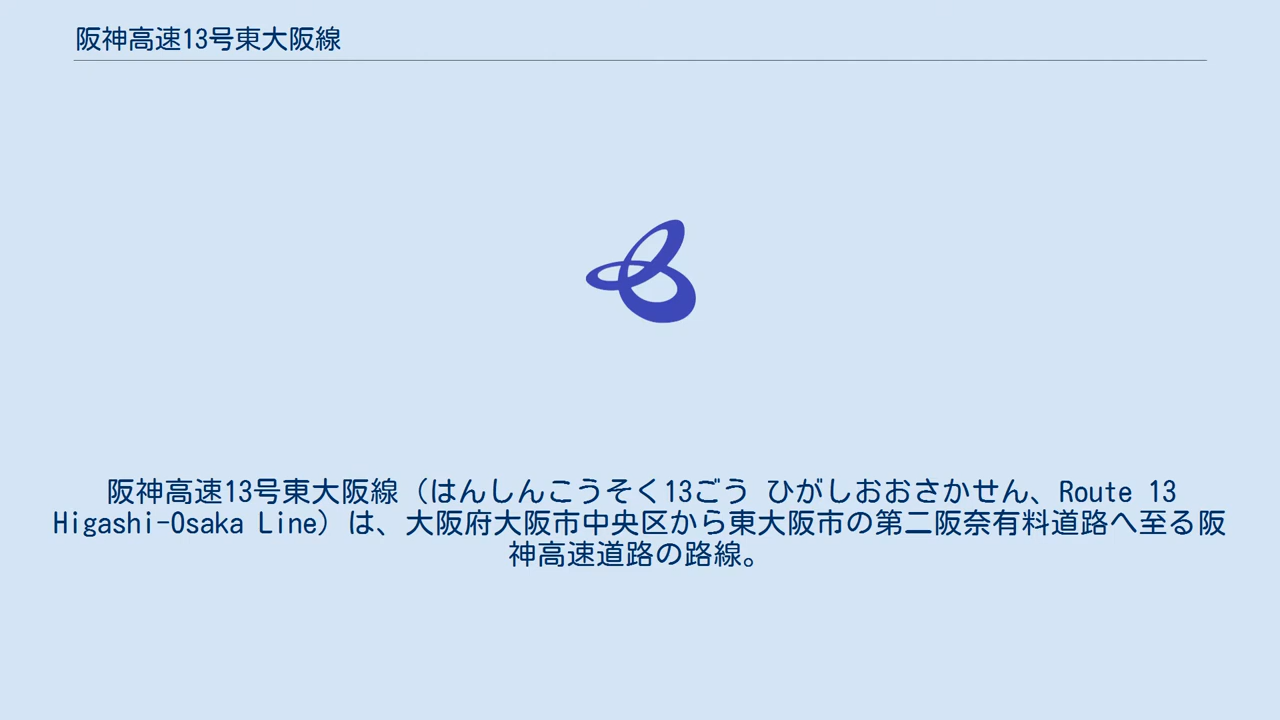 阪神高速13号東大阪線
阪神高速13号東大阪線（はんしんこうそく13ごう ひがしおおさかせん、Route 13
Higashi-Osaka Line）は、大阪府大阪市中央区から東大阪市の第二阪奈有料道路へ至る阪
神高速道路の路線。